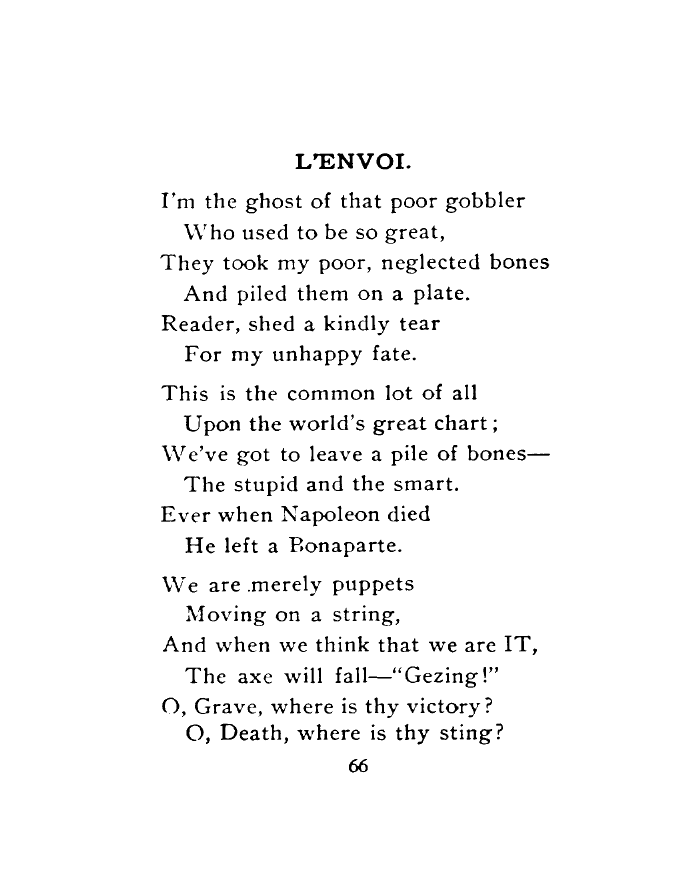 L'ENVOI.
I'm the ghost of that poor gobbler
Who used to be so great,
They took my poor, neglected bones
And piled them on a plate.
Reader, shed a kindly tear
For my unhappy fate.
This is the common lot of all
Upon the world's great chart;
We've got to leave a pile of bones—
The stupid and the smart.
Ever when Napoleon died
He left a Bonaparte.
We are .merely puppets
Moving on a string,
And when we think that we are IT,
The axe will fall—"Gezing!"
O, Grave, where is thy victory?
O, Death, where is thy sting?
66